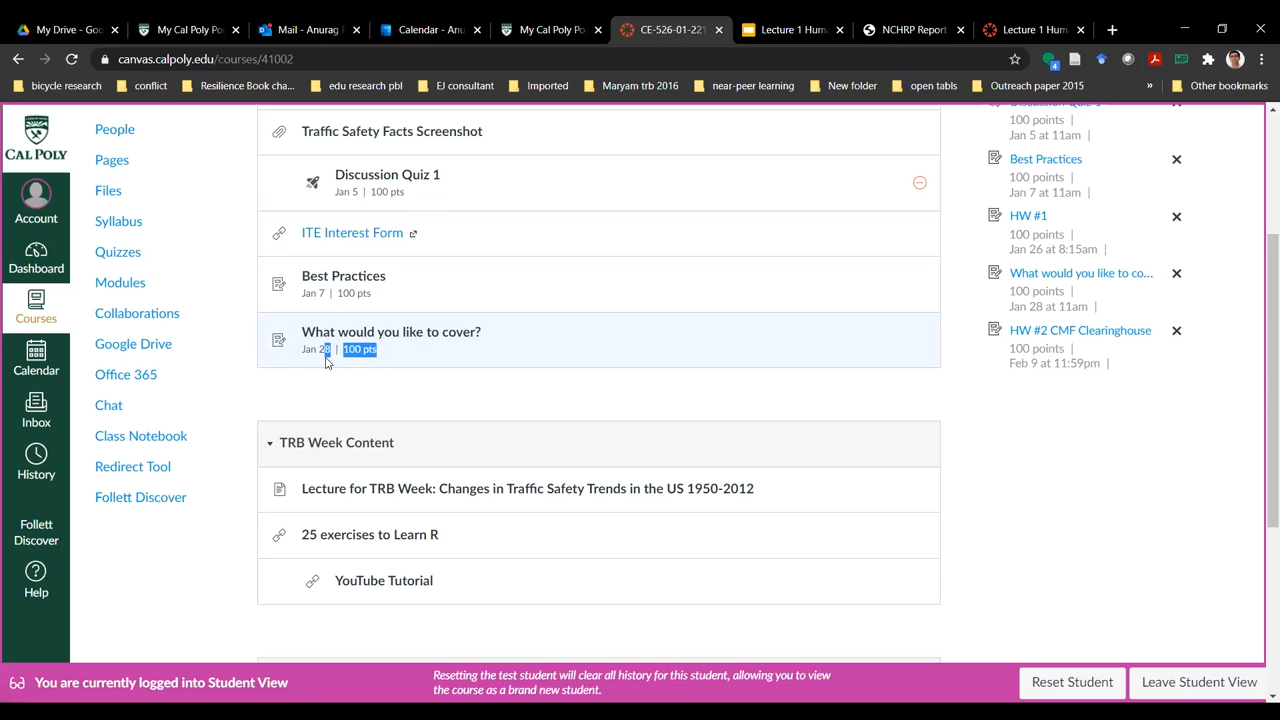 My Drive - Goo
My Cal Poly Po
Mail - Anurag P
Calendar - Anu
My Cal Poly Po
CE-526-01-221
Lecture 1 Hum
NCHRP Report
Lecture 1 Hum
canvas.calpoly.edu/courses/41002
4
bicycle research
conflict
Resilience Book cha...
edu research pbl
EJ consultant
Imported
Maryam trb 2016
near-peer learning
New folder
open tabs
Outreach paper 2015
»
Other bookmarks
CAL POLY
Account
Dashboard
Courses
Calendar
Inbox
History
Follett
Discover
Help
People
Pages
Files
Syllabus
Quizzes
Modules
Collaborations
Google Drive
Office 365
Chat
Class Notebook
Redirect Tool
Follett Discover
Traffic Safety Facts Screenshot
Discussion Quiz 1
Jan 5 | 100 pts
ITE Interest Form
Best Practices
Jan 7 | 100 pts
What would you like to cover?
Jan 28 | 100 pts
TRB Week Content
Lecture for TRB Week: Changes in Traffic Safety Trends in the US 1950-2012
25 exercises to Learn R
YouTube Tutorial
Discussion Quiz 1
100 points |
Jan 5 at 11am |
Best Practices
100 points |
Jan 7 at 11am |
HW #1
100 points |
Jan 26 at 8:15am |
What would you like to co...
100 points |
Jan 28 at 11am |
HW #2 CMF Clearinghouse
100 points |
Feb 9 at 11:59pm |
You are currently logged into Student View
Resetting the test student will clear all history for this student, allowing you to view
the course as a brand new student.
Reset Student
Leave Student View